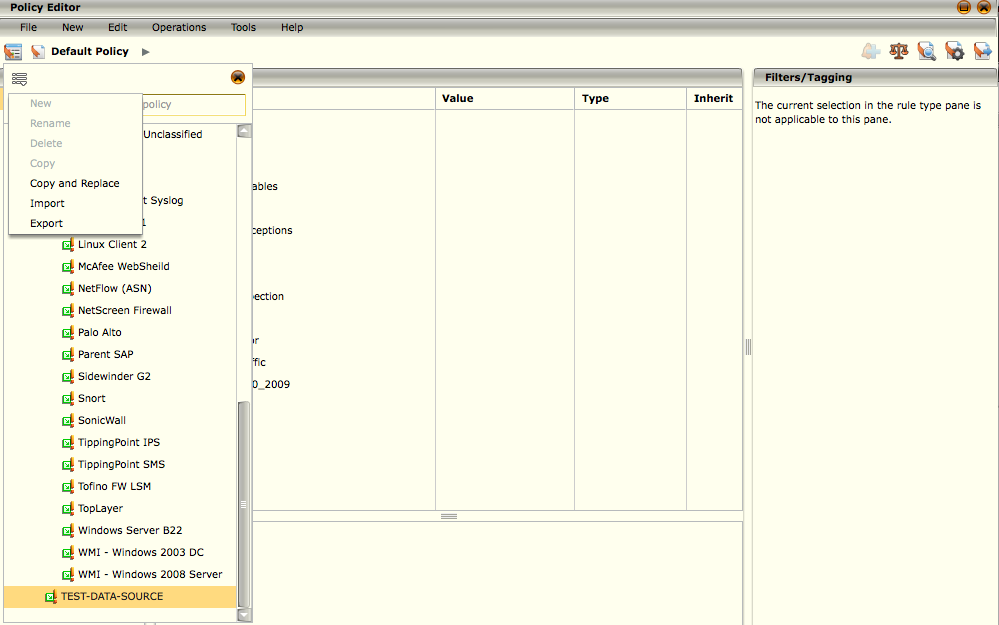 Policy Editor
File New Edit Operations Tools Help
Default Policy
New
Rename
Delete
Copy
Copy and Replace
Import
Export
policy
Unclassified
t Syslog
1
Linux Client 2
McAfee WebSheild
NetFlow (ASN)
NetScreen Firewall
Palo Alto
Parent SAP
Sidewinder G2
Snort
SonicWall
TippingPoint IPS
TippingPoint SMS
Tofino FW LSM
TopLayer
Windows Server B22
WMI - Windows 2003 DC
WMI - Windows 2008 Server
TEST-DATA-SOURCE
Value Type Inherit
ables
ceptions
pection
or
ffic
0_2009
Filters/Tagging
The current selection in the rule type pane is
not applicable to this pane.